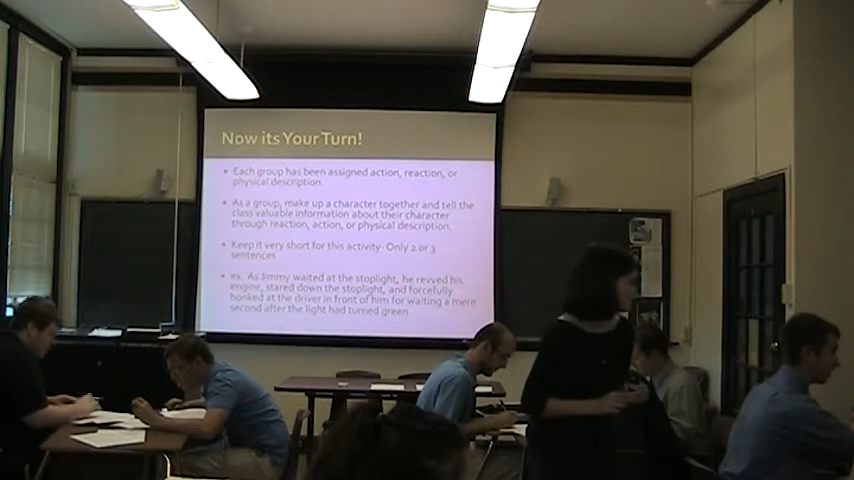 Now its Your Turn!
Each group has been assigned action, reaction, or
physical description.
As a group, make up a character together and tell the
class valuable information about their character
through reaction, action, or physical description.
Keep it very short for this activity- Only 2 or 3
sentences
ex. As Jimmy waited at the stoplight, he revved his
engine, stared down the stoplight, and forcefully
honked at the driver in front of him for waiting a mere
second after the light had turned green.